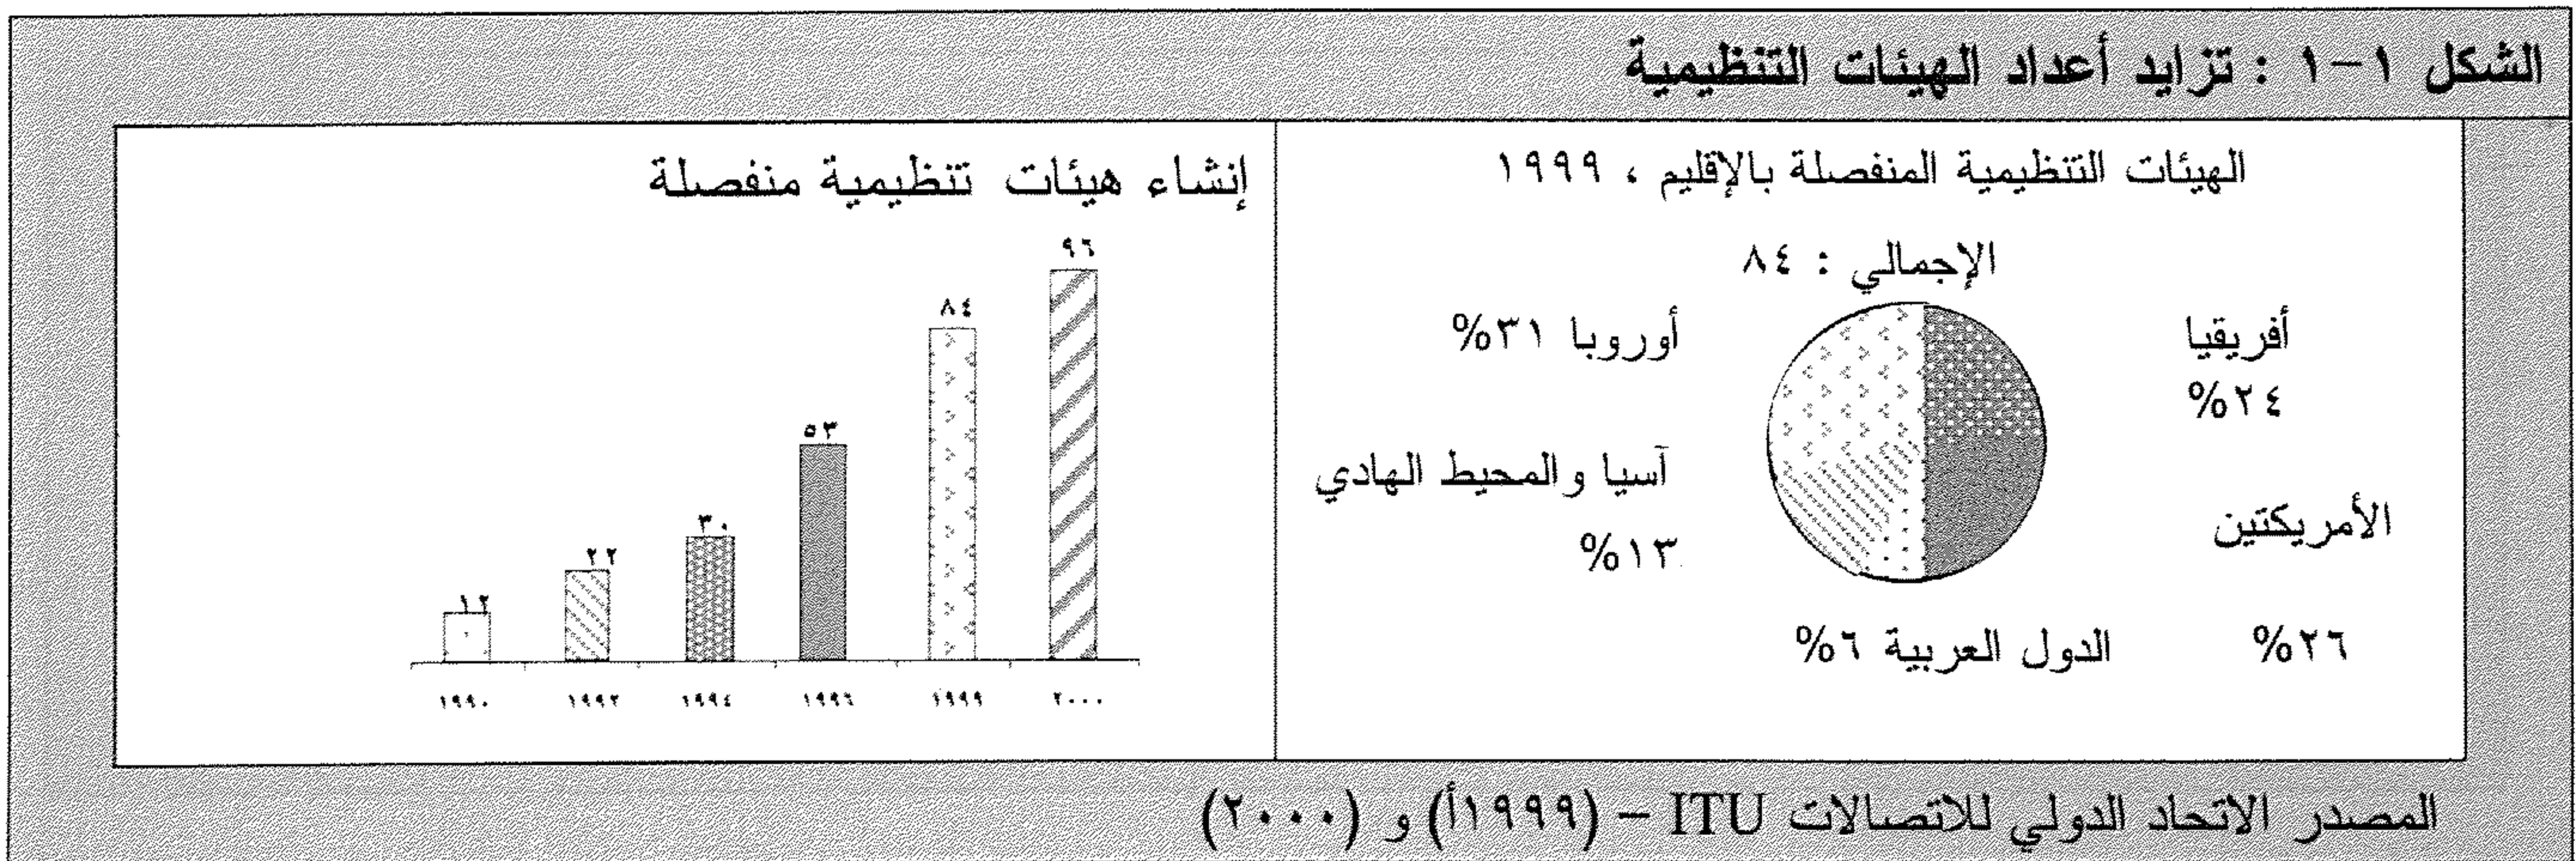 الشكل ١-١ : تزايد أعداد الهيئات التنظيمية
الهيئات التنظيمية المنفصلة بالإقليم ، ١٩٩٩
الإجمالي : ٨٤
أفريقيا
%٢٤
أوروبا ٣١%
آسيا والمحيط الهادي
%١٣
الأمريكتين
%٢٦
الدول العربية ٦%
إنشاء هيئات تنظيمية منفصلة
٩٦
٨٤
٥٣
٣٠
٢٢
١٢
١٩٩٠ ١٩٩٢ ١٩٩٤ ١٩٩٦ ١٩٩٩ ٢٠٠٠
المصدر الاتحاد الدولي للاتصالات ITU – (١٩٩٩أ) و (٢٠٠٠)